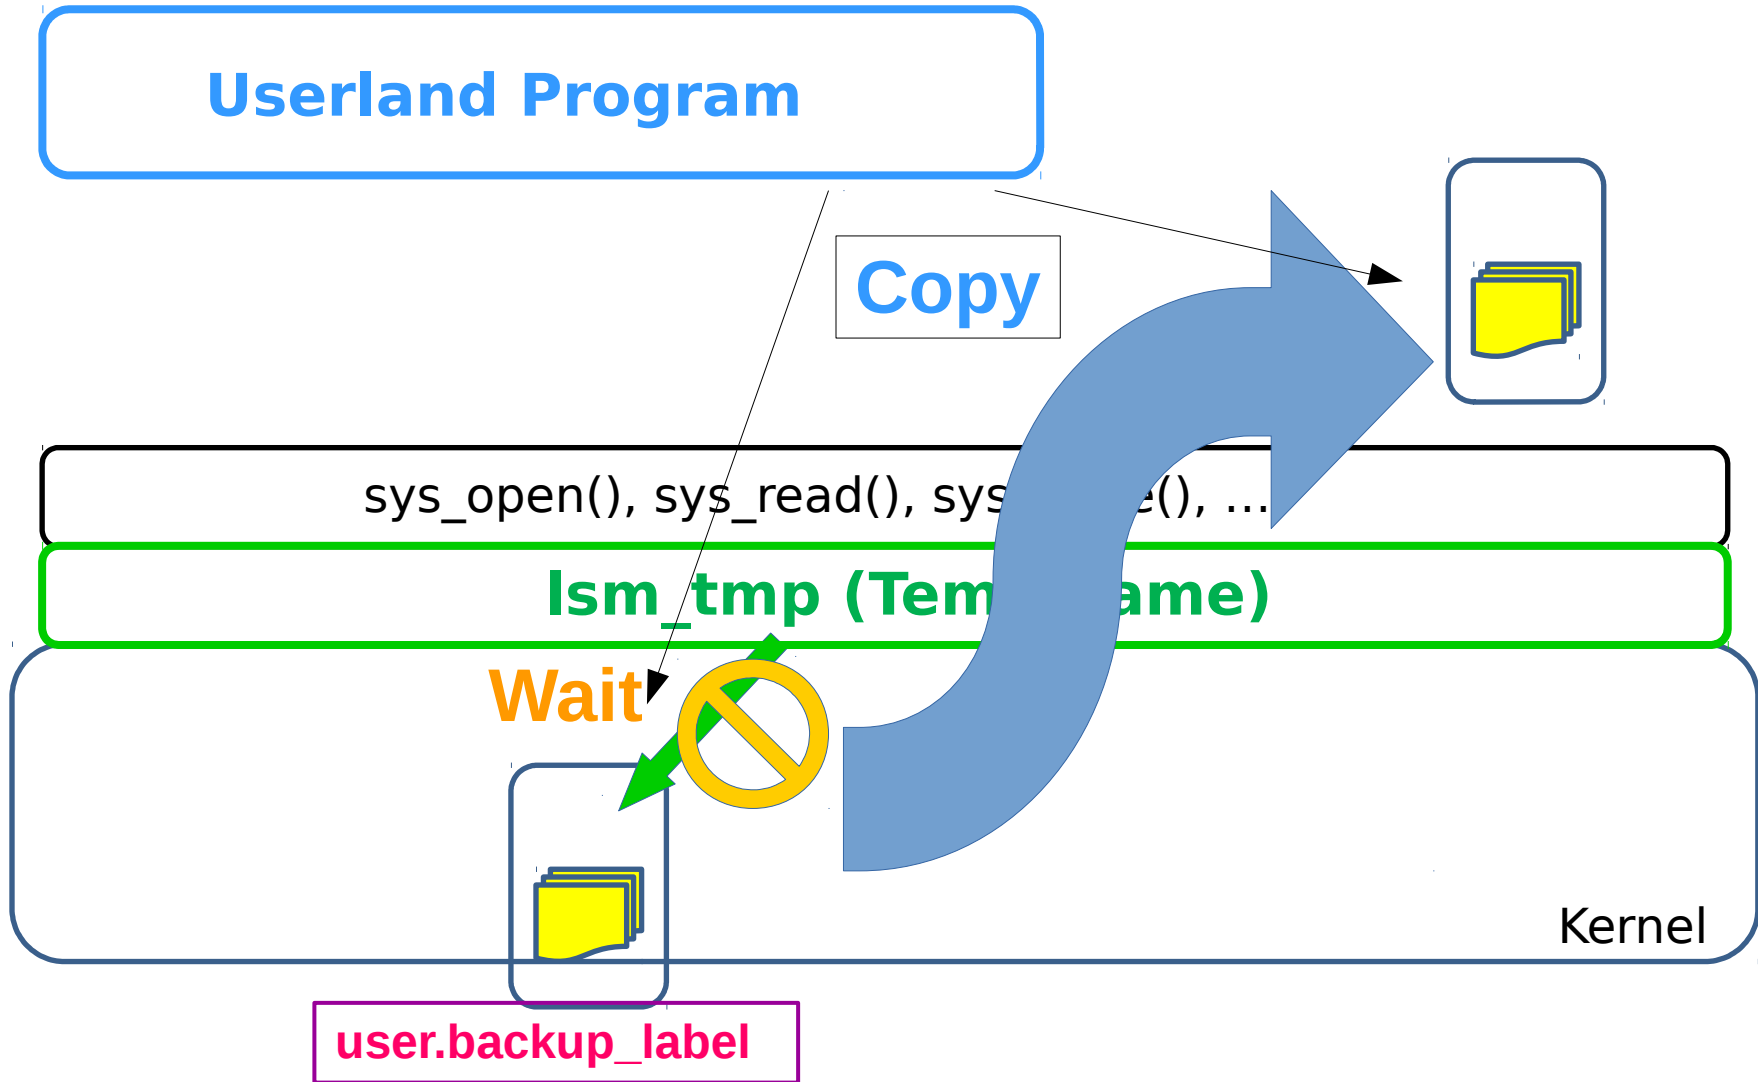 Userland Program
Copy
sys_open(), sys_read(), sys e(), ...
lsm_tmp (Tem ame)
Wait
Kernel
user.backup_label